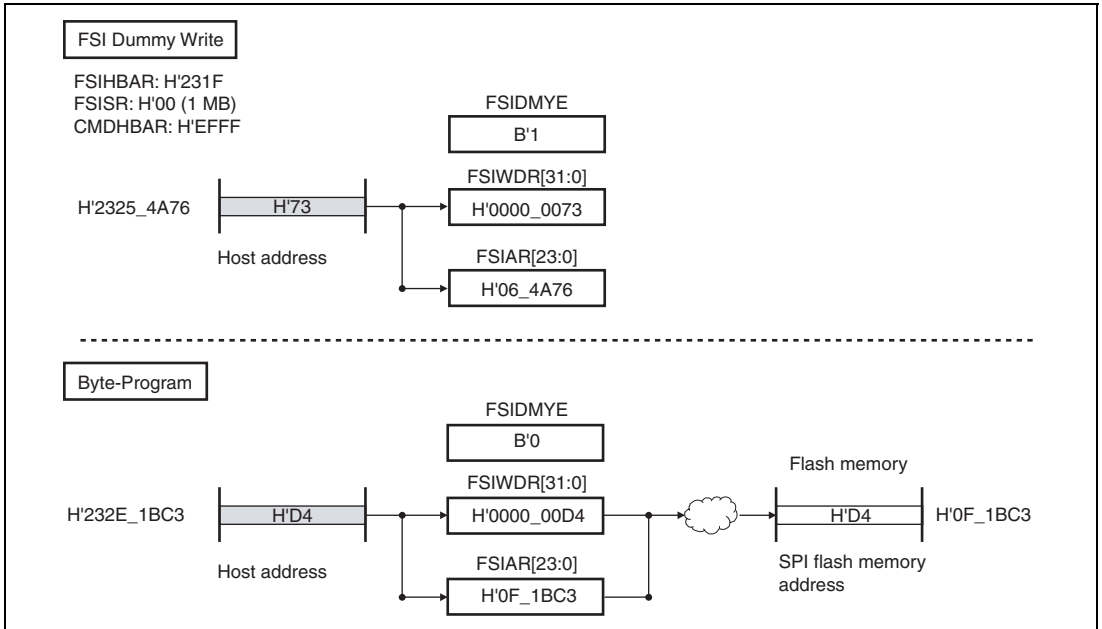 FSI Dummy Write
FSIHBAR: H'231F
FSISR: H'00 (1 MB)
CMDHBAR: H'EFFF
FSIDMYE
B'1
FSIWDR[31:0]
H'2325_4A76
H'73
H'0000_0073
Host address
FSIAR[23:0]
H'06_4A76
Byte-Program
FSIDMYE
B'0
Flash memory
FSIWDR[31:0]
H'232E_1BC3
H'D4
H'0000_00D4
H'D4
H'0F_1BC3
Host address
FSIAR[23:0]
SPI flash memory
address
H'0F_1BC3